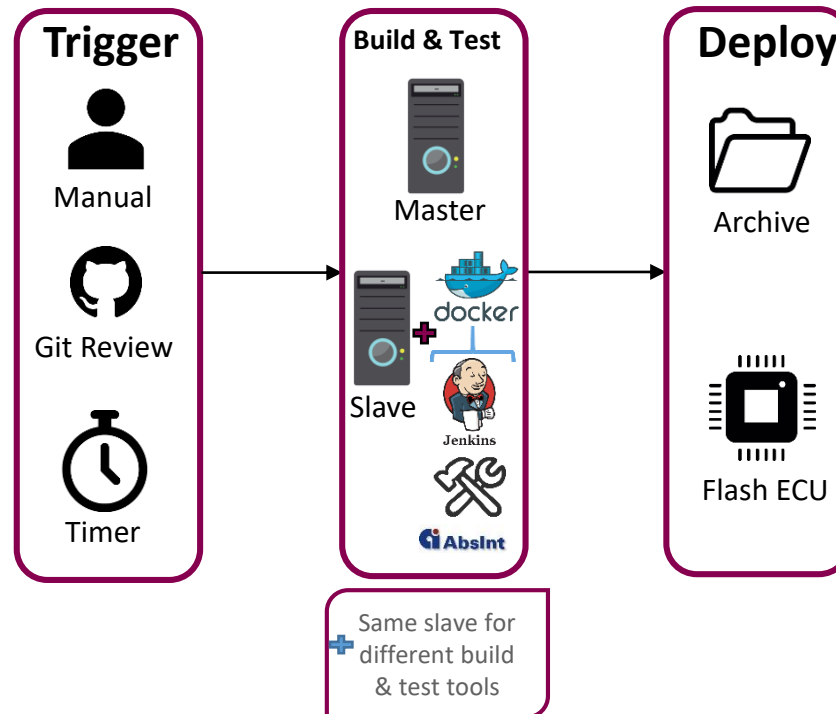 Trigger
Manual
Git Review
Timer
Build & Test
Master
Slave
docker
Jenkins
AbsInt
Deploy
Archive
Flash ECU
Same slave for
different build
& test tools